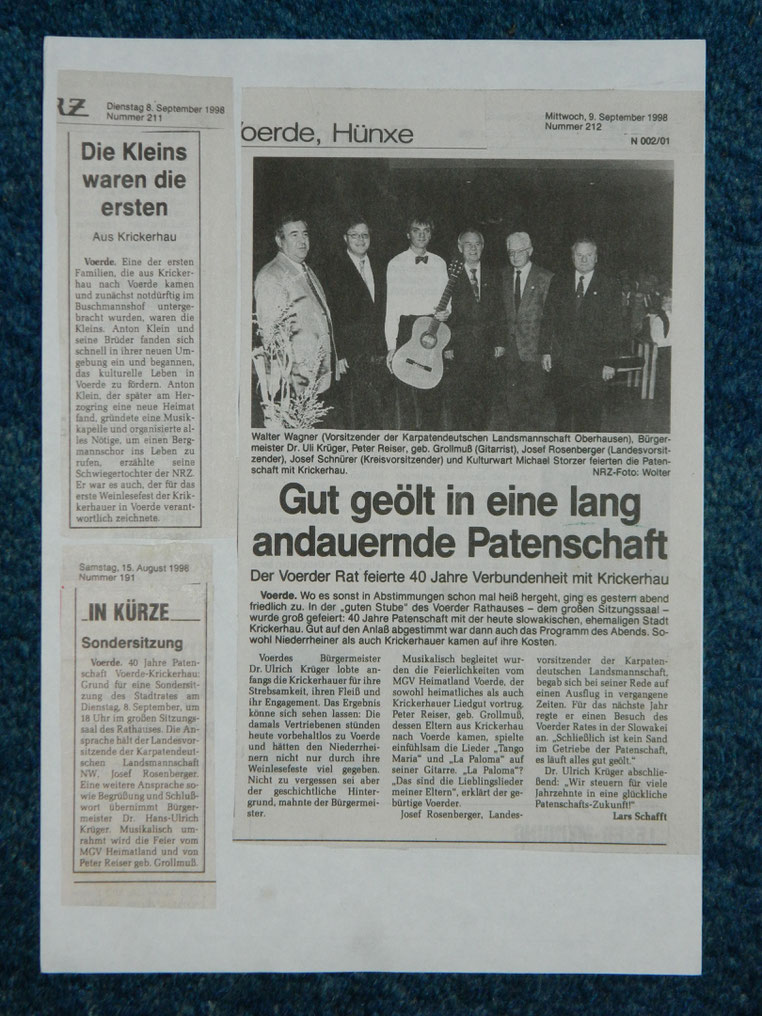 RZ
Dienstag 8. September 1998
Nummer 211
Die Kleins
waren die
ersten
Aus Krickerhau
Voerde. Eine der ersten
Familien, die aus Kricker-
hau nach Voerde kamen
und zunächst notdürftig im
Buschmannshof unterge-
bracht wurden, waren die
Kleins. Anton Klein und
seine Brüder fanden sich
schnell in ihrer neuen Um-
gebung ein und begannen,
das kulturelle Leben in
Voerde zu fördern. Anton
Klein, der später am Her-
zogring eine neue Heimat
fand, gründete eine Musik-
kapelle und organisierte al-
les Nötige, um einen Berg-
mannschor ins Leben zu
rufen, erzählte seine
Schwiegertochter der NRZ.
Er war es auch, der für das
erste Weinlesefest der Krik-
kerhauer in Voerde verant-
wortlich zeichnete.
Samstag, 15. August 1998
Nummer 191
IN KÜRZE
Sondersitzung
Voerde. 40 Jahre Paten-
schaft Voerde-Krickerhau:
Grund für eine Sondersit-
zung des Stadtrates am
Dienstag, 8. September, um
18 Uhr im großen Sitzungs-
saal des Rathauses. Die An-
sprache hält der Landesvor-
sitzende der Karpatendeut-
schen Landsmannschaft
NW, Josef Rosenberger.
Eine weitere Ansprache so-
wie Begrüßung und Schluß-
wort übernimmt Bürger-
meister Dr. Hans-Ulrich
Krüger. Musikalisch um-
rahmt wird die Feier vom
MGV Heimatland und von
Peter Reiser geb. Grollmuß.
Voerde, Hünxe
Mittwoch, 9. September 1998
Nummer 212
N 002/01
Walter Wagner (Vorsitzender der Karpatendeutschen Landsmannschaft Oberhausen), Bürger-
meister Dr. Uli Krüger, Peter Reiser, geb. Grollmuß (Gitarrist), Josef Rosenberger (Landesvorsit-
zender), Josef Schnürer (Kreisvorsitzender) und Kulturwart Michael Storzer feierten die Paten-
schaft mit Krickerhau. NRZ-Foto: Wolter
Gut geölt in eine lang
andauernde Patenschaft
Der Voerder Rat feierte 40 Jahre Verbundenheit mit Krickerhau
Voerde. Wo es sonst in Abstimmungen schon mal heiß hergeht, ging es gestern abend
friedlich zu. In der „guten Stube" des Voerder Rathauses – dem großen Sitzungssaal –
wurde groß gefeiert: 40 Jahre Patenschaft mit der heute slowakischen, ehemaligen Stadt
Krickerhau. Gut auf den Anlaß abgestimmt war dann auch das Programm des Abends. So-
wohl Niederrheiner als auch Krickerhauer kamen auf ihre Kosten.
Voerdes Bürgermeister
Dr. Ulrich Krüger lobte an-
fangs die Krickerhauer für ihre
Strebsamkeit, ihren Fleiß und
ihr Engagement. Das Ergebnis
könne sich sehen lassen: Die
damals Vertriebenen stünden
heute vorbehaltlos zu Voerde
und hätten den Niederrhei-
nern nicht nur durch ihre
Weinlesefeste viel gegeben.
Nicht zu vergessen sei aber
der geschichtliche Hinter-
grund, mahnte der Bürgermei-
ster.
Musikalisch begleitet wur-
den die Feierlichkeiten vom
MGV Heimatland Voerde, der
sowohl heimatliches als auch
Krickerhauer Liedgut vortrug.
Peter Reiser, geb. Grollmuß,
dessen Eltern aus Krickerhau
nach Voerde kamen, spielte
einfühlsam die Lieder „Tango
Maria" und „La Paloma" auf
seiner Gitarre. „La Paloma"?
„Das sind die Lieblingslieder
meiner Eltern", erklärt der ge-
bürtige Voerder.
Josef Rosenberger, Landes-
vorsitzender der Karpaten-
deutschen Landsmannschaft,
begab sich bei seiner Rede auf
einen Ausflug in vergangene
Zeiten. Für das nächste Jahr
regte er einen Besuch des
Voerder Rates in der Slowakei
an. „Schließlich ist kein Sand
im Getriebe der Patenschaft,
es läuft alles gut geölt."
Dr. Ulrich Krüger abschlie-
ßend: „Wir steuern für viele
Jahrzehnte in eine glückliche
Patenschafts-Zukunft!"
Lars Schafft